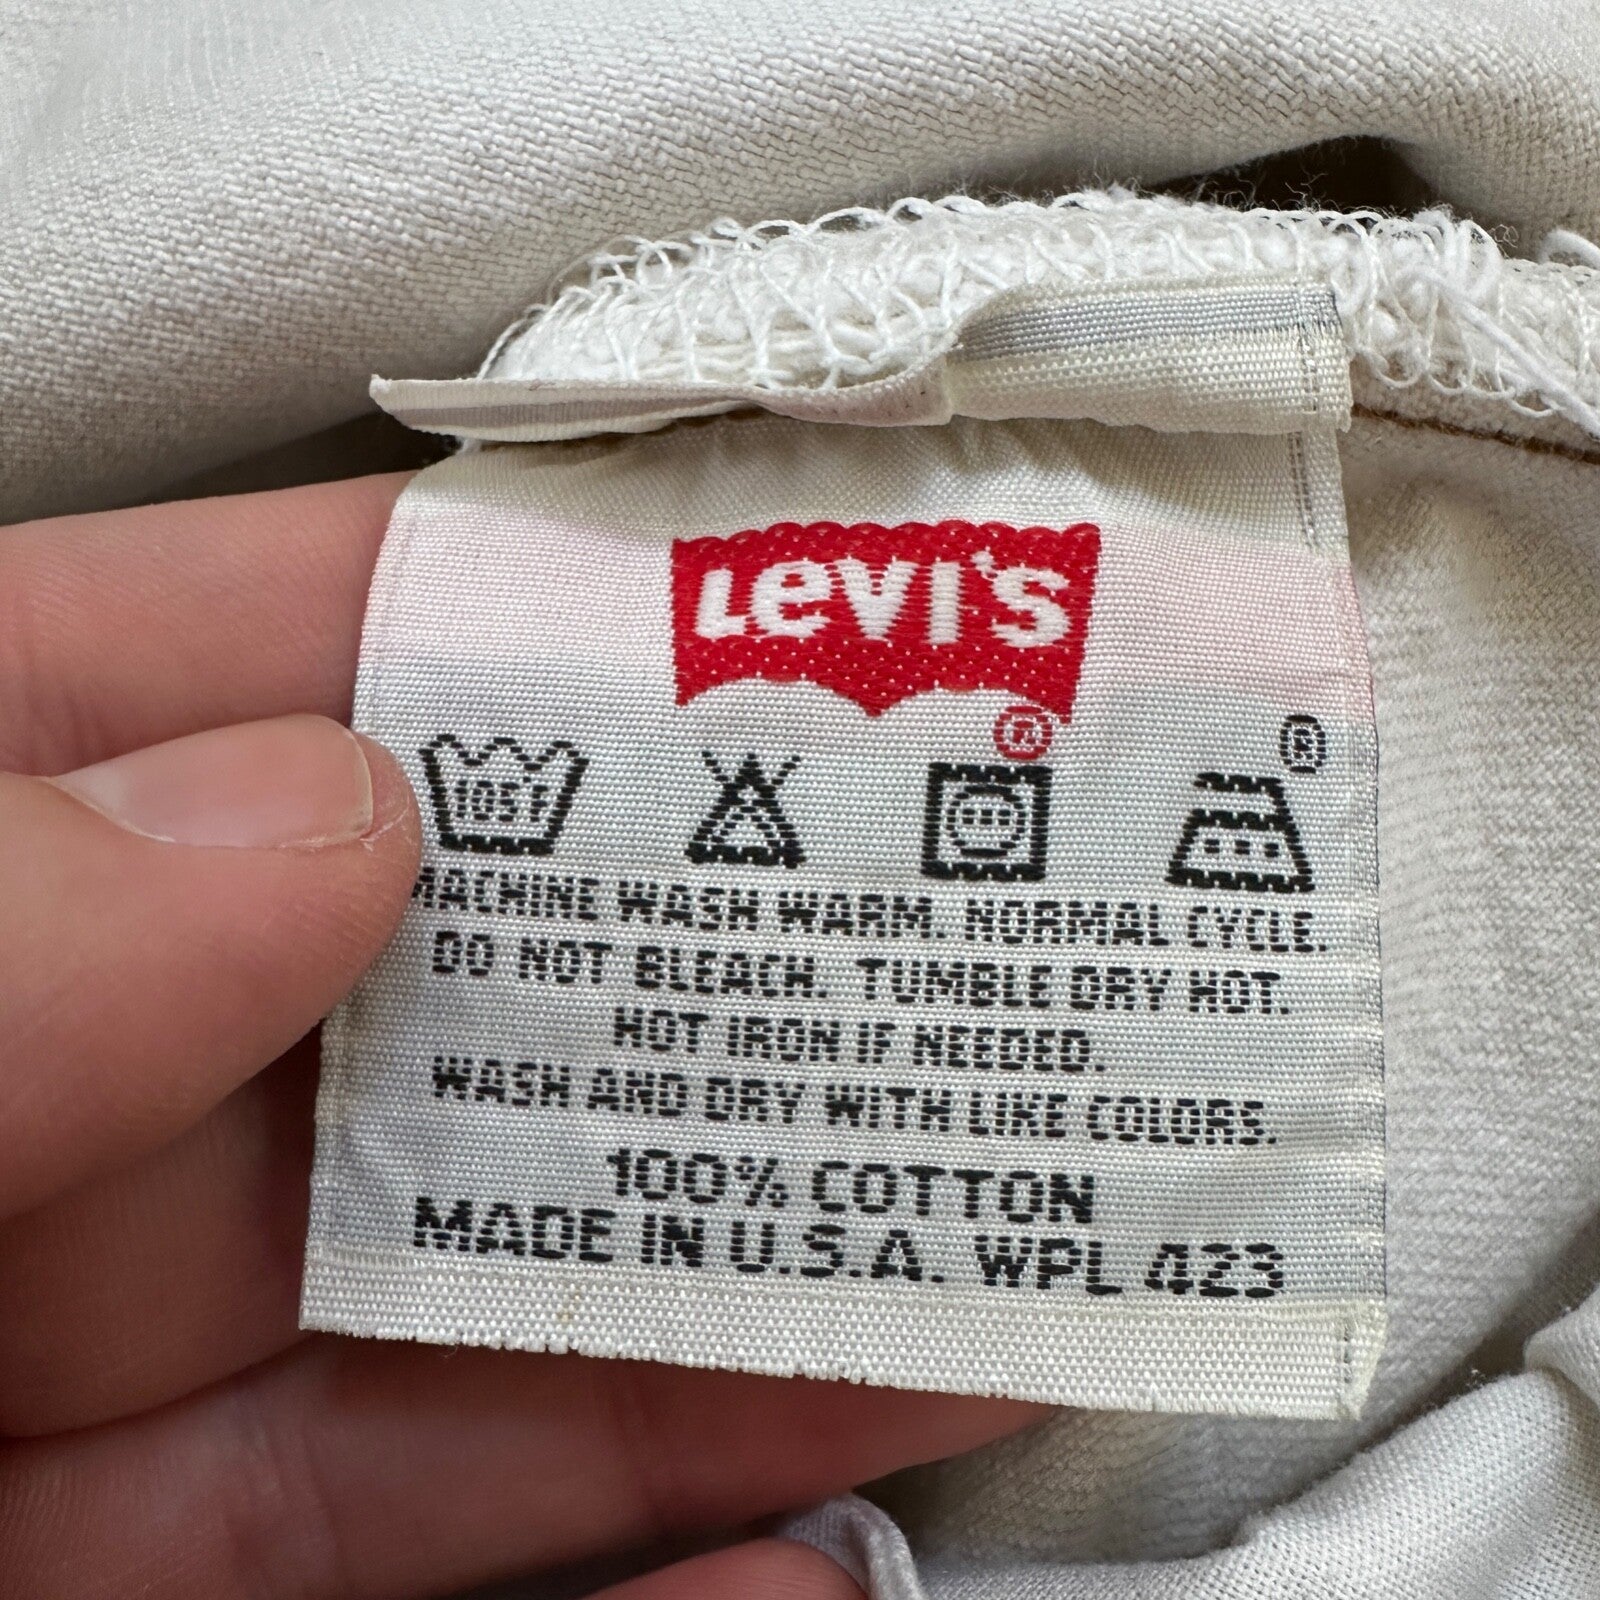 LEVI'S
®
®
105°F
MACHINE WASH WARM. NORMAL CYCLE.
DO NOT BLEACH. TUMBLE DRY HOT.
HOT IRON IF NEEDED.
WASH AND DRY WITH LIKE COLORS.
100% COTTON
MADE IN U.S.A. WPL 423